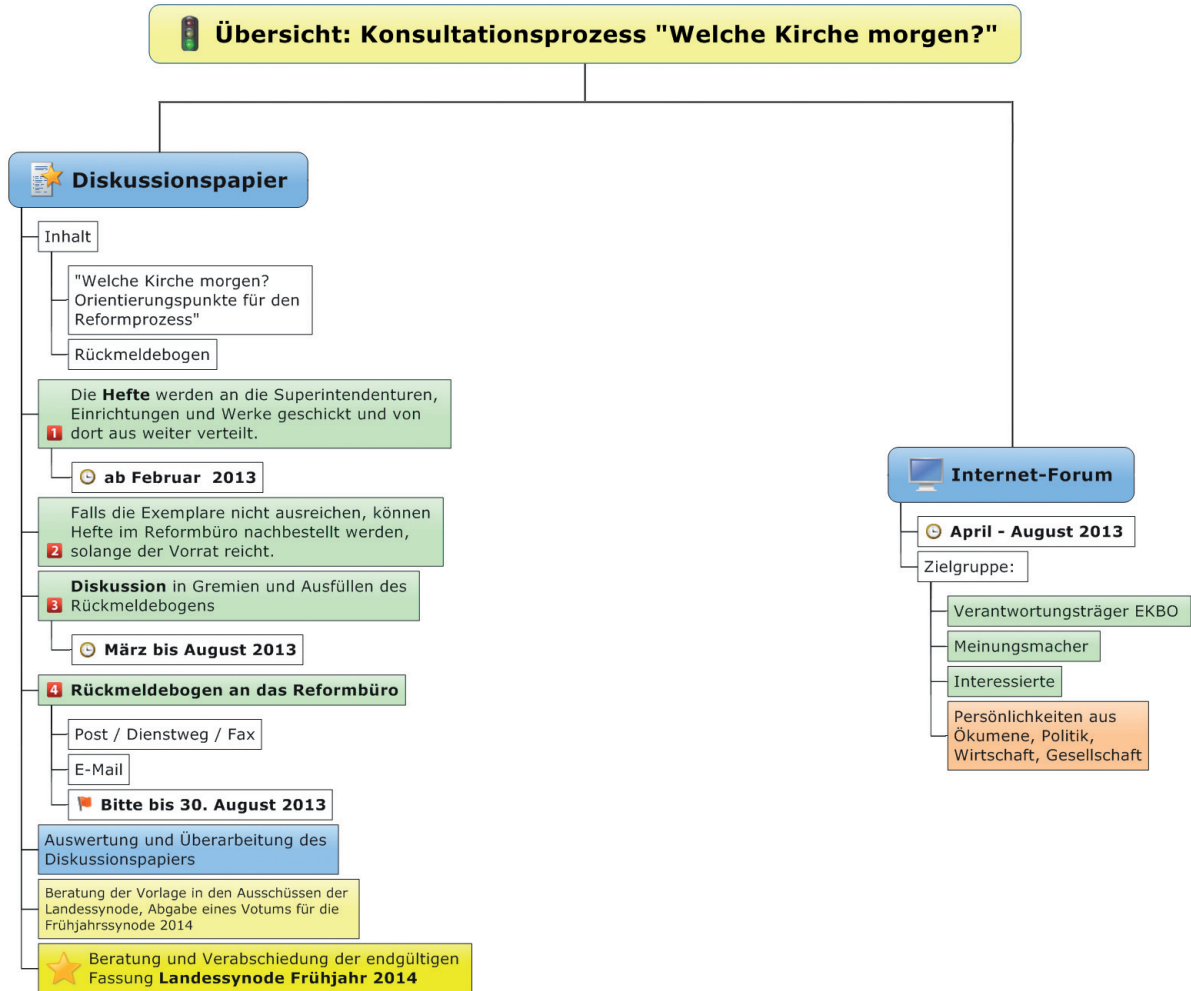 Übersicht: Konsultationsprozess "Welche Kirche morgen?"
Diskussionspapier
Inhalt
"Welche Kirche morgen?
Orientierungspunkte für den
Reformprozess"
Rückmeldebogen
Die Hefte werden an die Superintendenturen,
Einrichtungen und Werke geschickt und von
1 dort aus weiter verteilt.
ab Februar 2013
Falls die Exemplare nicht ausreichen, können
Hefte im Reformbüro nachbestellt werden,
2 solange der Vorrat reicht.
Diskussion in Gremien und Ausfüllen des
3 Rückmeldebogens
März bis August 2013
4 Rückmeldebogen an das Reformbüro
Post / Dienstweg / Fax
E-Mail
Bitte bis 30. August 2013
Auswertung und Überarbeitung des
Diskussionspapiers
Beratung der Vorlage in den Ausschüssen der
Landessynode, Abgabe eines Votums für die
Frühjahrssynode 2014
Beratung und Verabschiedung der endgültigen
Fassung Landessynode Frühjahr 2014
Internet-Forum
April - August 2013
Zielgruppe:
Verantwortungsträger EKBO
Meinungsmacher
Interessierte
Persönlichkeiten aus
Ökumene, Politik,
Wirtschaft, Gesellschaft